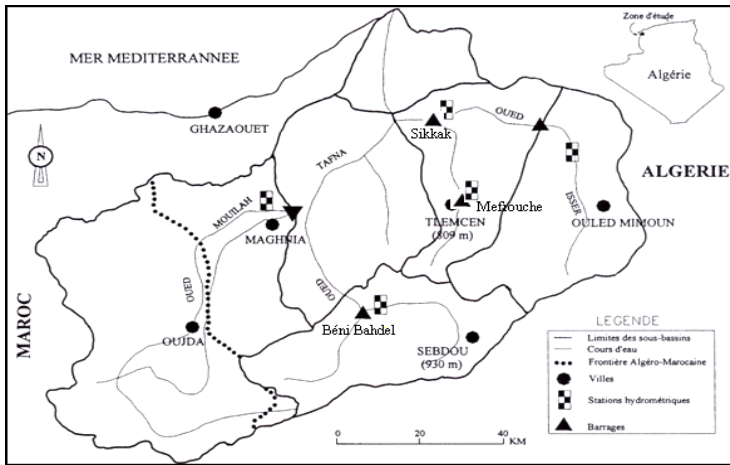 Zone d'étude
Algérie
MER MEDITERRANNEE
GHAZAOUET
N
Sikkak
OUED
TAFNA
ALGERIE
MOUILAH
MAGHNIA
Mefrouche
TLEMCEN
(809 m)
ISSER
OULED MIMOUN
OUED
OUED
MAROC
OUJDA
Béni Bahdel
SEBDOU
(930 m)
LEGENDE
Limites des sous-bassins
Cours d'eau
Frontière Algéro-Marocaine
Villes
Stations hydrométriques
Barrages
0 20 40
KM